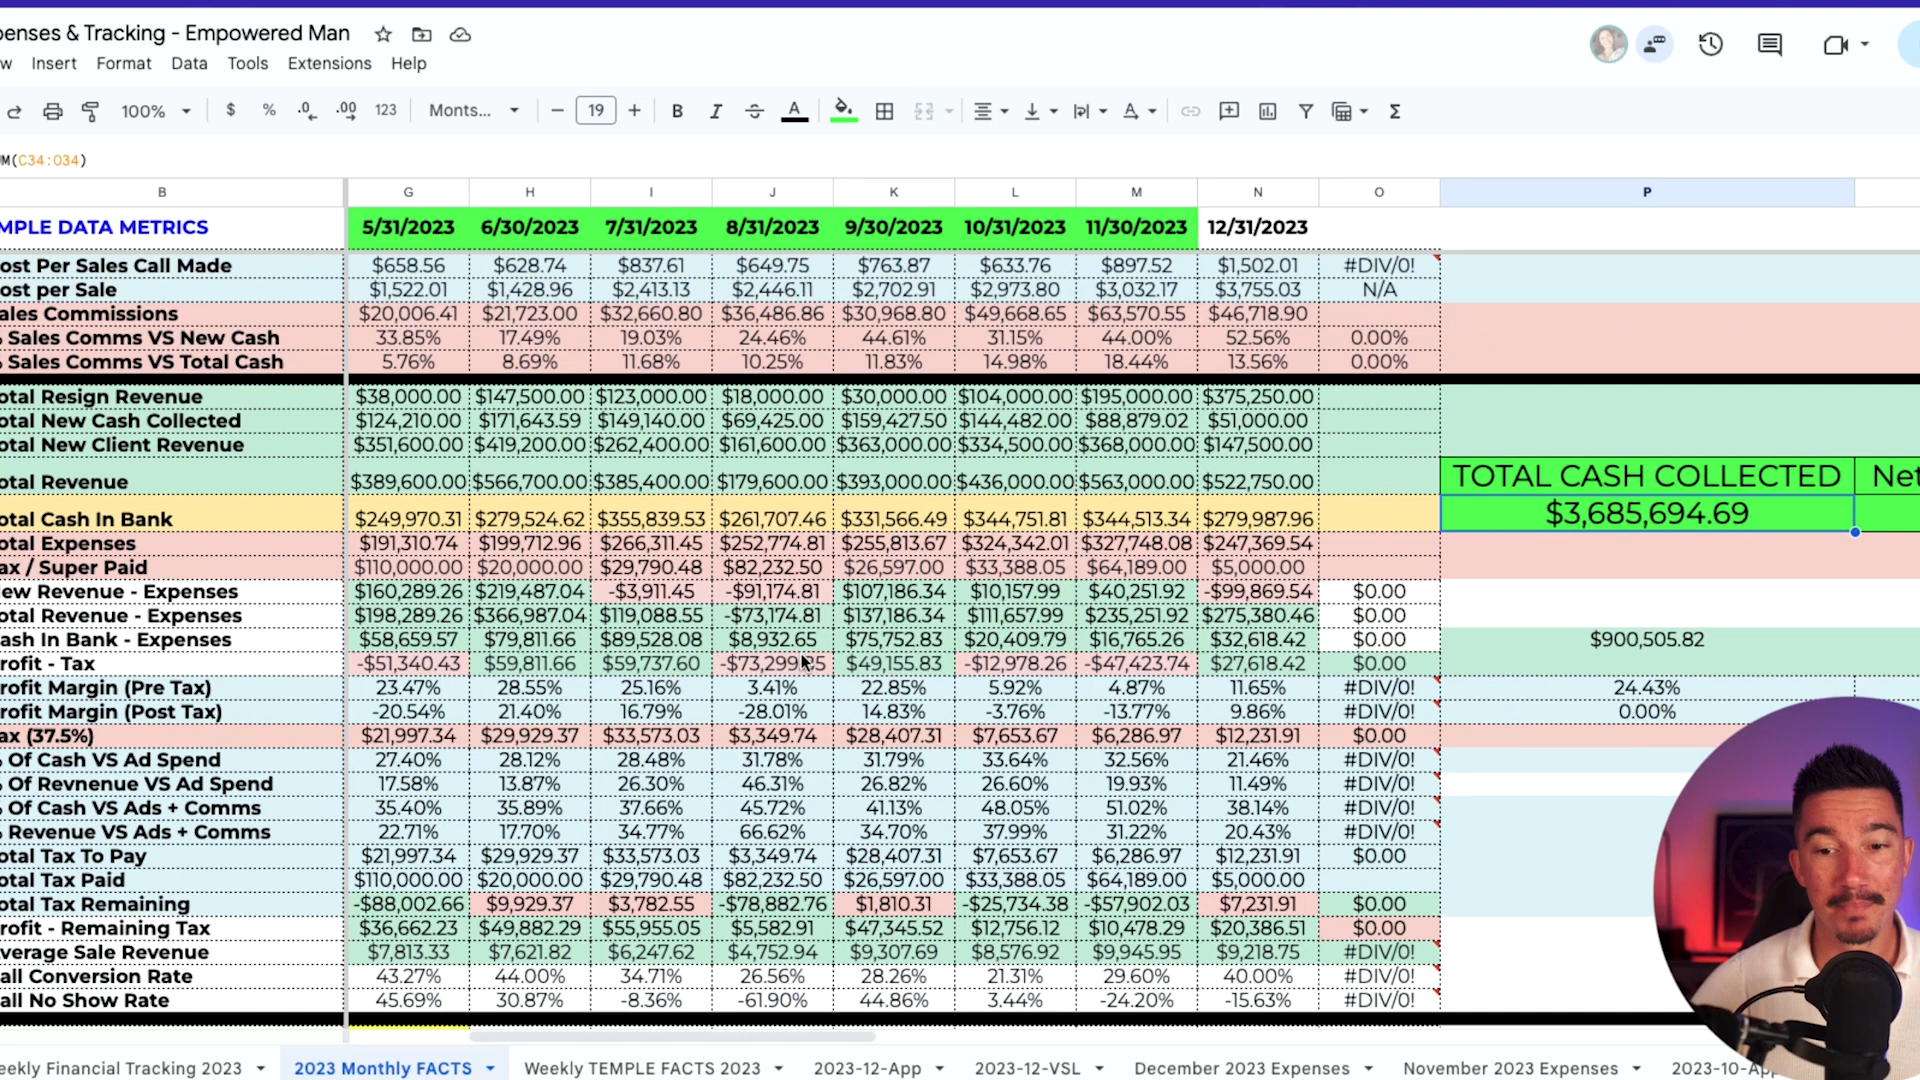 penses & Tracking - Empowered Man
w Insert Format Data Tools Extensions Help
100% $ % .0 .00 123 Monts... 19 B I A
UM(C34:O34)
B G H I J K L M N O P
MPLE DATA METRICS 5/31/2023 6/30/2023 7/31/2023 8/31/2023 9/30/2023 10/31/2023 11/30/2023 12/31/2023
ost Per Sales Call Made $658.56 $628.74 $837.61 $649.75 $763.87 $633.76 $897.52 $1,502.01 #DIV/0!
ost per Sale $1,522.01 $1,428.96 $2,413.13 $2,446.11 $2,702.91 $2,973.80 $3,032.17 $3,755.03 N/A
ales Commissions $20,006.41 $21,723.00 $32,660.80 $36,486.86 $30,968.80 $49,668.65 $63,570.55 $46,718.90
% Sales Comms VS New Cash 33.85% 17.49% 19.03% 24.46% 44.61% 31.15% 44.00% 52.56% 0.00%
% Sales Comms VS Total Cash 5.76% 8.69% 11.68% 10.25% 11.83% 14.98% 18.44% 13.56% 0.00%
otal Resign Revenue $38,000.00 $147,500.00 $123,000.00 $18,000.00 $30,000.00 $104,000.00 $195,000.00 $375,250.00
otal New Cash Collected $124,210.00 $171,643.59 $149,140.00 $69,425.00 $159,427.50 $144,482.00 $88,879.02 $51,000.00
otal New Client Revenue $351,600.00 $419,200.00 $262,400.00 $161,600.00 $363,000.00 $334,500.00 $368,000.00 $147,500.00
otal Revenue $389,600.00 $566,700.00 $385,400.00 $179,600.00 $393,000.00 $436,000.00 $563,000.00 $522,750.00 TOTAL CASH COLLECTED Net
otal Cash In Bank $249,970.31 $279,524.62 $355,839.53 $261,707.46 $331,566.49 $344,751.81 $344,513.34 $279,987.96 $3,685,694.69
otal Expenses $191,310.74 $199,712.96 $266,311.45 $252,774.81 $255,813.67 $324,342.01 $327,748.08 $247,369.54
ax / Super Paid $110,000.00 $20,000.00 $29,790.48 $82,232.50 $26,597.00 $33,388.05 $64,189.00 $5,000.00
ew Revenue - Expenses $160,289.26 $219,487.04 -$3,911.45 -$91,174.81 $107,186.34 $10,157.99 $40,251.92 -$99,869.54 $0.00
otal Revenue - Expenses $198,289.26 $366,987.04 $119,088.55 -$73,174.81 $137,186.34 $111,657.99 $235,251.92 $275,380.46 $0.00
ash In Bank - Expenses $58,659.57 $79,811.66 $89,528.08 $8,932.65 $75,752.83 $20,409.79 $16,765.26 $32,618.42 $0.00 $900,505.82
rofit - Tax -$51,340.43 $59,811.66 $59,737.60 $49,155.83 -$12,978.26 -$47,423.74 $27,618.42 $0.00
rofit Margin (Pre Tax) 23.47% 28.55% 25.16% 3.41% 22.85% 5.92% 4.87% 11.65% #DIV/0! 24.43%
rofit Margin (Post Tax) -20.54% 21.40% 16.79% -28.01% 14.83% -3.76% -13.77% 9.86% #DIV/0! 0.00%
ax (37.5%) $21,997.34 $29,929.37 $33,573.03 $3,349.74 $28,407.31 $7,653.67 $6,286.97 $12,231.91 $0.00
% Of Cash VS Ad Spend 27.40% 28.12% 28.48% 31.78% 31.79% 33.64% 32.56% 21.46% #DIV/0!
% Of Revnenue VS Ad Spend 17.58% 13.87% 26.30% 46.31% 26.82% 26.60% 19.93% 11.49% #DIV/0!
% Of Cash VS Ads + Comms 35.40% 35.89% 37.66% 45.72% 41.13% 48.05% 51.02% 38.14% #DIV/0!
% Revenue VS Ads + Comms 22.71% 17.70% 34.77% 66.62% 34.70% 37.99% 31.22% 20.43% #DIV/0!
otal Tax To Pay $21,997.34 $29,929.37 $33,573.03 $3,349.74 $28,407.31 $7,653.67 $6,286.97 $12,231.91 $0.00
otal Tax Paid $110,000.00 $20,000.00 $29,790.48 $82,232.50 $26,597.00 $33,388.05 $64,189.00 $5,000.00
otal Tax Remaining -$88,002.66 $9,929.37 $3,782.55 -$78,882.76 $1,810.31 -$25,734.38 -$57,902.03 $7,231.91 $0.00
rofit - Remaining Tax $36,662.23 $49,882.29 $55,955.05 $5,582.91 $47,345.52 $12,756.12 $10,478.29 $20,386.51 $0.00
verage Sale Revenue $7,813.33 $7,621.82 $6,247.62 $4,752.94 $9,307.69 $8,576.92 $9,945.95 $9,218.75 #DIV/0!
all Conversion Rate 43.27% 44.00% 34.71% 26.56% 28.26% 21.31% 29.60% 40.00% #DIV/0!
all No Show Rate 45.69% 30.87% -8.36% -61.90% 44.86% 3.44% -24.20% -15.63% #DIV/0!
eekly Financial Tracking 2023 2023 Monthly FACTS Weekly TEMPLE FACTS 2023 2023-12-App 2023-12-VSL December 2023 Expenses November 2023 Expenses 2023-10-App